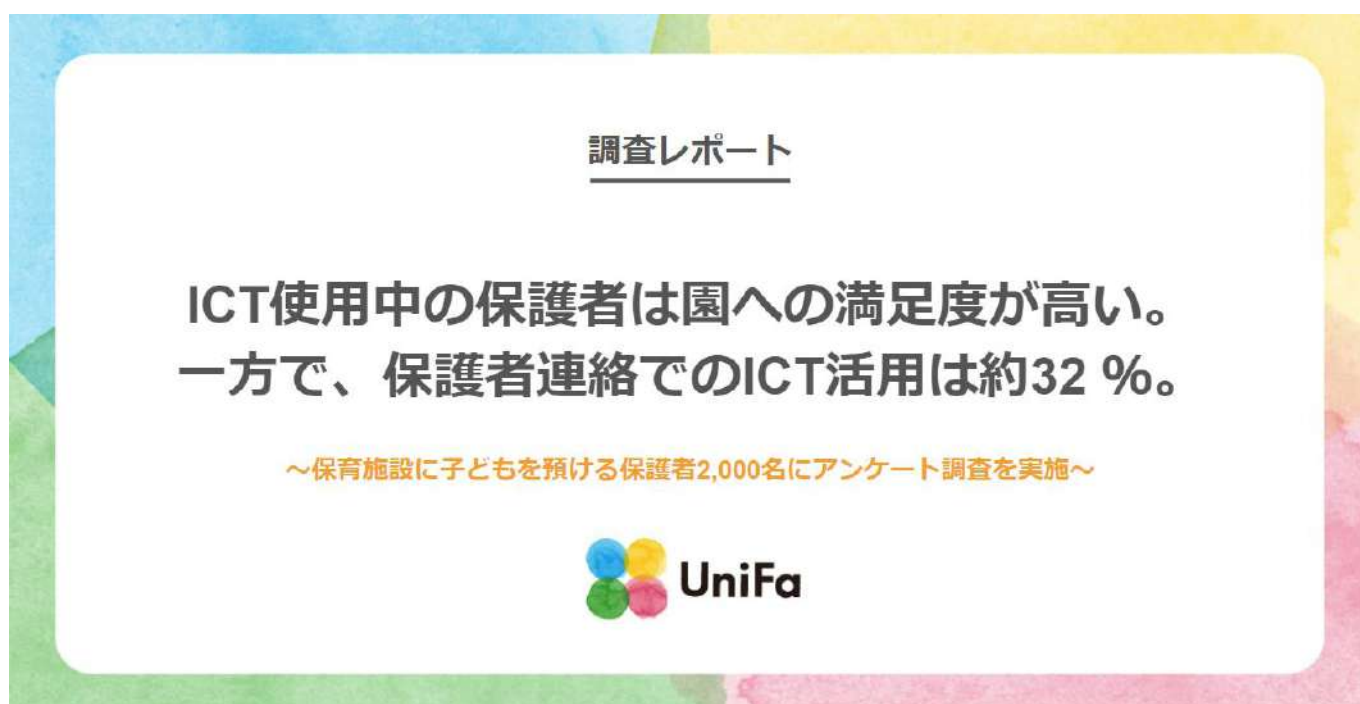 調査レポート
ICT使用中の保護者は園への満足度が高い。
一方で、保護者連絡でのICT活用は約32 %。
～保育施設に子どもを預ける保護者2,000名にアンケート調査を実施～
UniFa